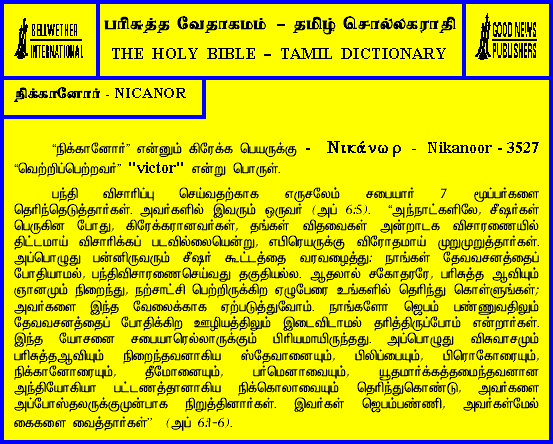 BELLWETHER
INTERNATIONAL
பரிசுத்த வேதாகமம் – தமிழ் சொல்லகராதி
THE HOLY BIBLE – TAMIL DICTIONARY
GOOD NEWS
PUBLISHERS
நிக்கானோர் - NICANOR
“நிக்கானோர்” என்னும் கிரேக்க பெயருக்கு - Νικάνωρ - Nikanoor - 3527
“வெற்றிப்பெற்றவர்” "victor" என்று பொருள்.
பந்தி விசாரிப்பு செய்வதற்காக எருசலேம் சபையார் 7 மூப்பர்களை
தெரிந்தெடுத்தார்கள். அவர்களில் இவரும் ஒருவர் (அப் 6:5). “அந்நாட்களிலே, சீஷர்கள்
பெருகின போது, கிரேக்கரானவர்கள், தங்கள் விதவைகள் அன்றாடக விசாரணையில்
திட்டமாய் விசாரிக்கப் படவில்லையென்று, எபிரெயருக்கு விரோதமாய் முறுமுறுத்தார்கள்.
அப்பொழுது பன்னிருவரும் சீஷர் கூட்டத்தை வரவழைத்து: நாங்கள் தேவவசனத்தைப்
போதியாமல், பந்திவிசாரணைசெய்வது தகுதியல்ல. ஆதலால் சகோதரரே, பரிசுத்த ஆவியும்
ஞானமும் நிறைந்து, நற்சாட்சி பெற்றிருக்கிற ஏழுபேரை உங்களில் தெரிந்து கொள்ளுங்கள்;
அவர்களை இந்த வேலைக்காக ஏற்படுத்துவோம். நாங்களோ ஜெபம் பண்ணுவதிலும்
தேவவசனத்தைப் போதிக்கிற ஊழியத்திலும் இடைவிடாமல் தரித்திருப்போம் என்றார்கள்.
இந்த யோசனை சபையாரெல்லாருக்கும் பிரியமாயிருந்தது. அப்பொழுது விசுவாசமும்
பரிசுத்தஆவியும் நிறைந்தவனாகிய ஸ்தேவானையும், பிலிப்பையும், பிரொகோரையும்,
நிக்கானோரையும், தீமோனையும், பர்மெனாவையும், யூதமார்க்கத்தமைந்தவனான
அந்தியோகியா பட்டணத்தானாகிய நிக்கொலாவையும் தெரிந்துகொண்டு, அவர்களை
அப்போஸ்தலருக்குமுன்பாக நிறுத்தினார்கள். இவர்கள் ஜெபம்பண்ணி, அவர்கள்மேல்
கைகளை வைத்தார்கள்” (அப் 6:1-6).